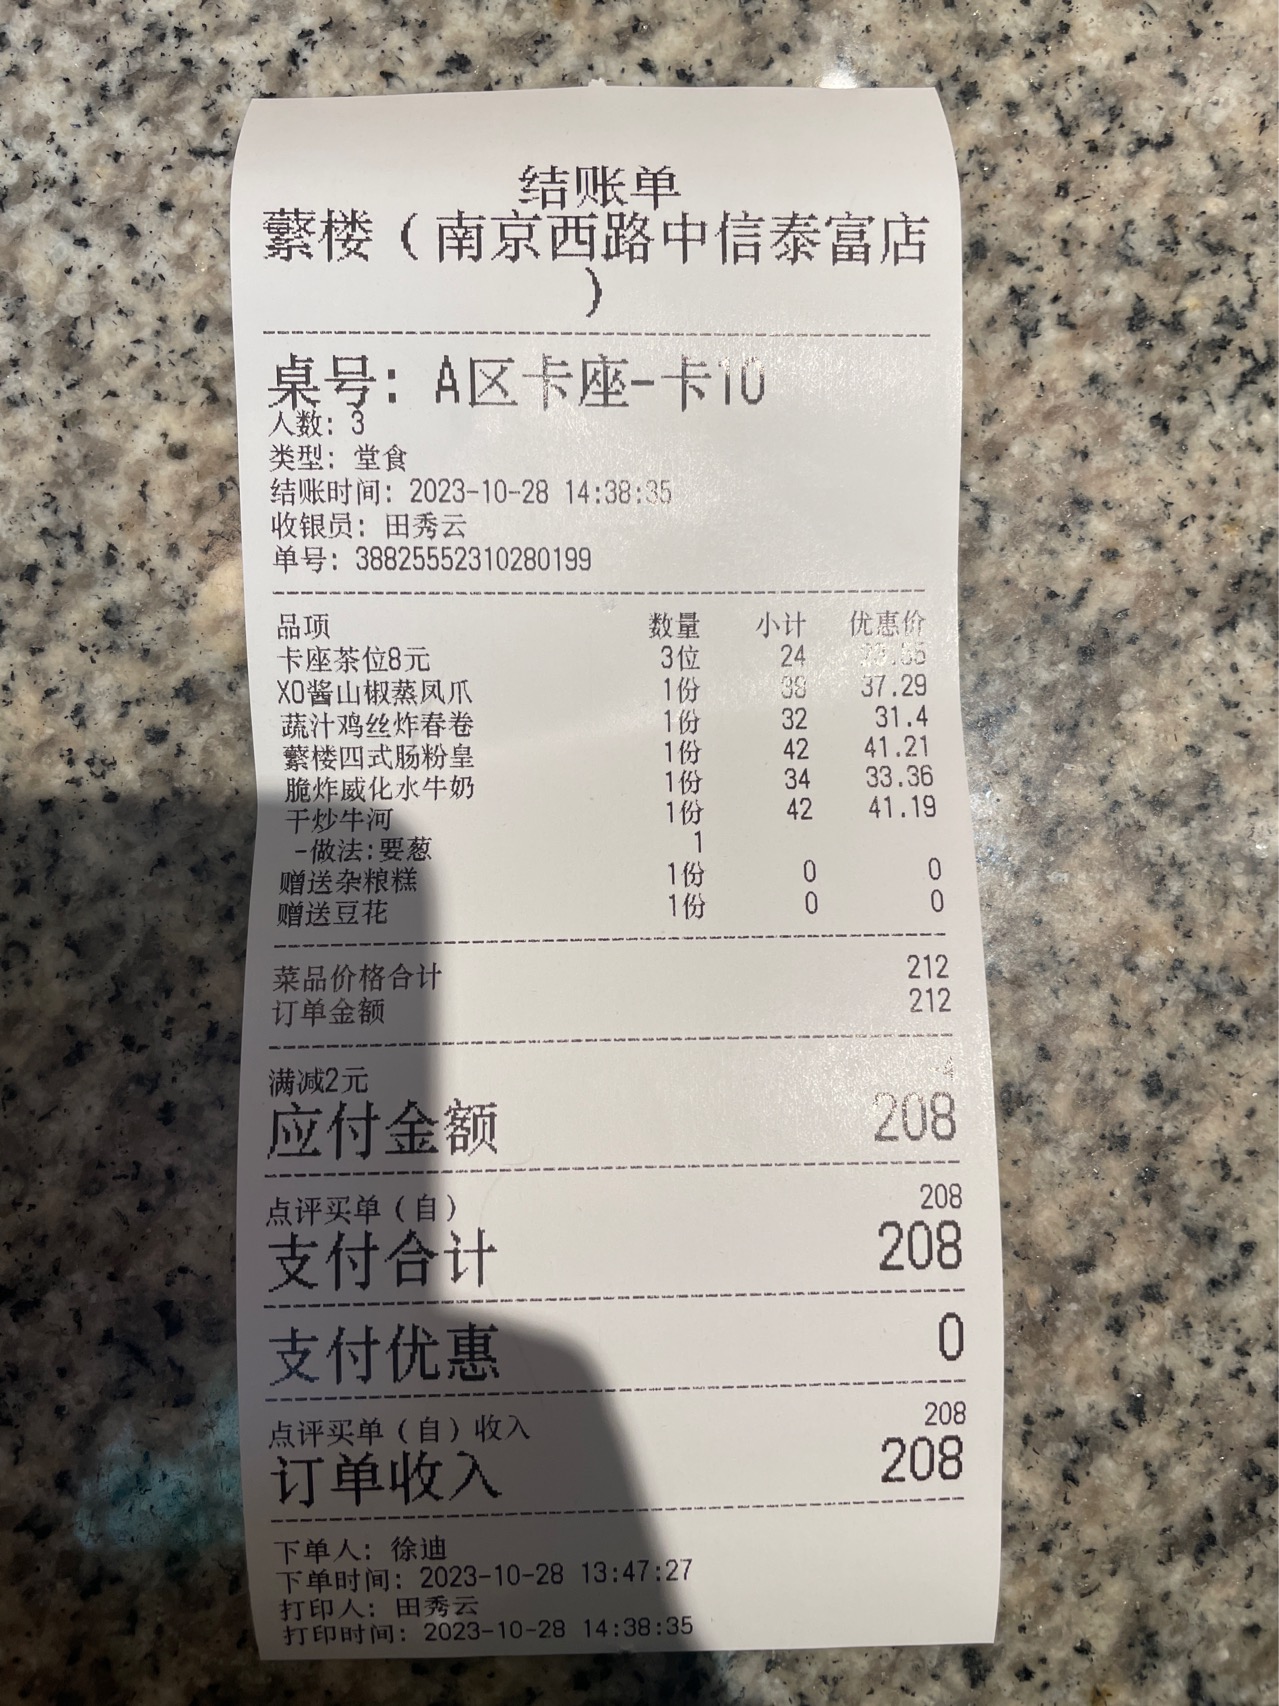 结账单
蘩楼（南京西路中信泰富店
）
桌号: A区卡座-卡10
人数: 3
类型: 堂食
结账时间: 2023-10-28 14:38:35
收银员: 田秀云
单号: 38825552310280199
品项 数量 小计 优惠价
卡座茶位8元 3位 24 23.55
XO酱山椒蒸凤爪 1份 38 37.29
蔬汁鸡丝炸春卷 1份 32 31.4
蘩楼四式肠粉皇 1份 42 41.21
脆炸威化水牛奶 1份 34 33.36
干炒牛河 1份 42 41.19
-做法:要葱 1
赠送杂粮糕 1份 0 0
赠送豆花 1份 0 0
菜品价格合计 212
订单金额 212
满减2元 -4
应付金额 208
点评买单（自） 208
支付合计 208
支付优惠 0
点评买单（自）收入 208
订单收入 208
下单人: 徐迪
下单时间: 2023-10-28 13:47:27
打印人: 田秀云
打印时间: 2023-10-28 14:38:35